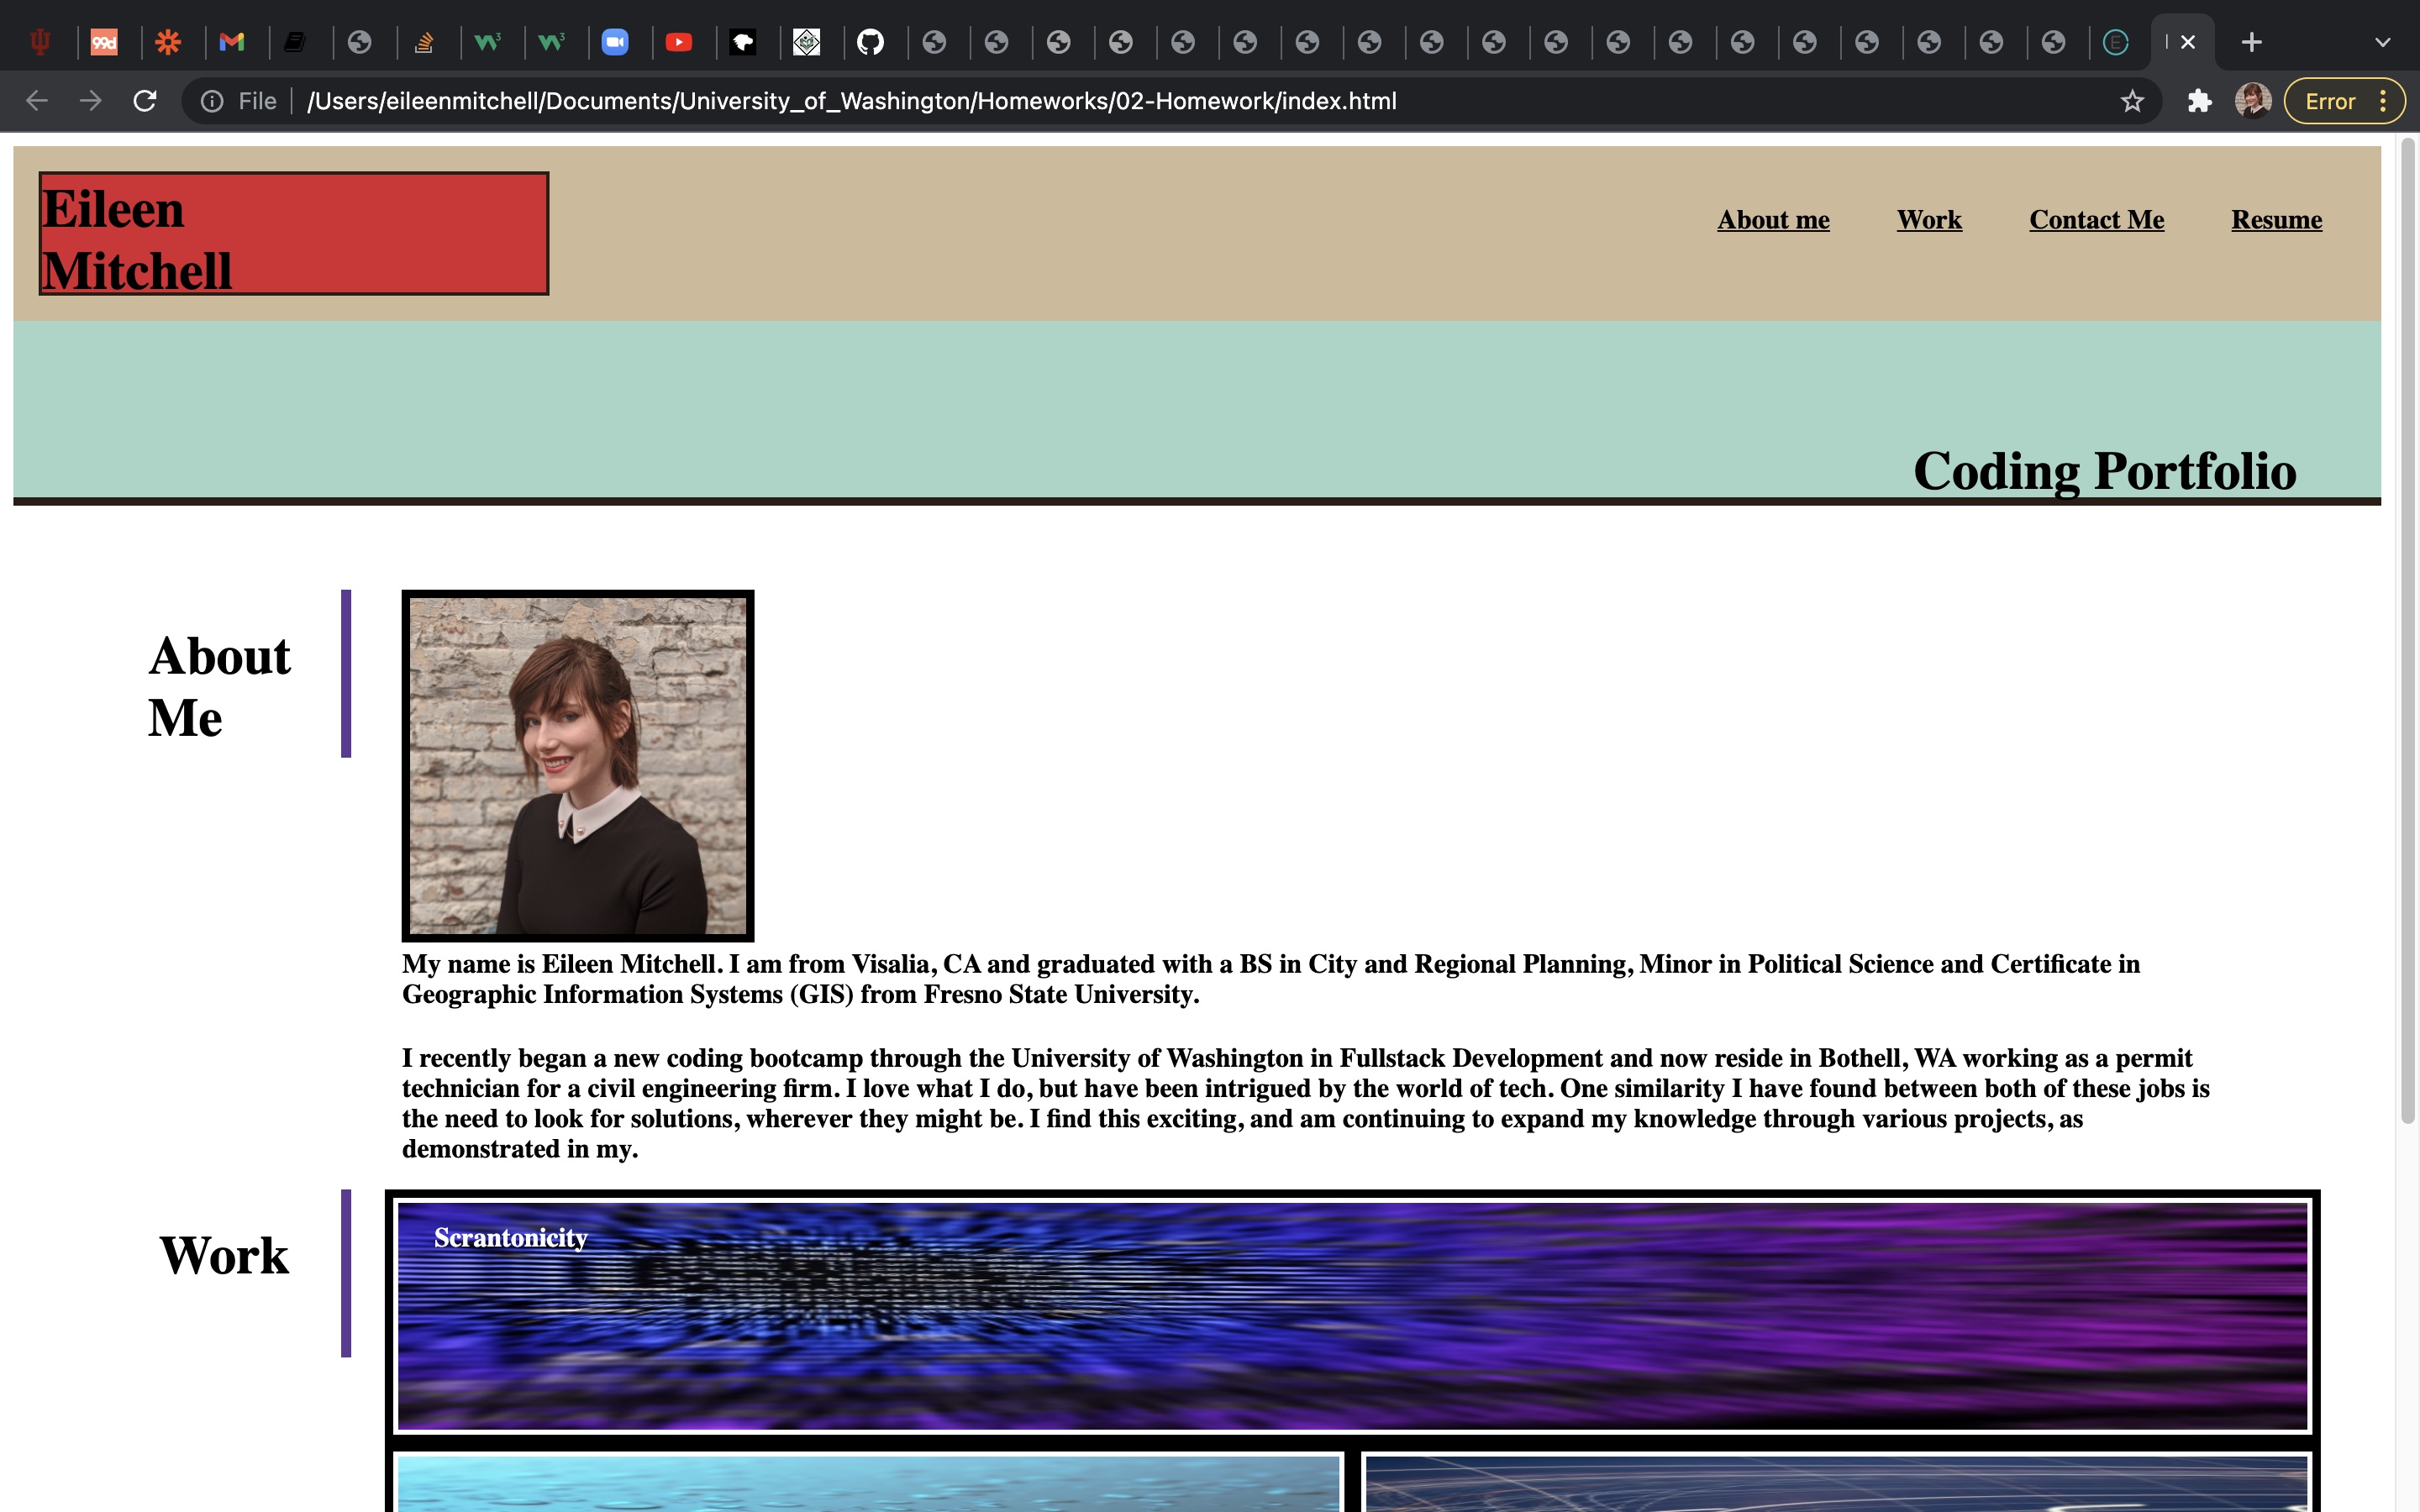 99d
File
/Users/eileenmitchell/Documents/University_of_Washington/Homeworks/02-Homework/index.html
Error
Eileen
Mitchell
About me
Work
Contact Me
Resume
Coding Portfolio
About
Me
My name is Eileen Mitchell. I am from Visalia, CA and graduated with a BS in City and Regional Planning, Minor in Political Science and Certificate in
Geographic Information Systems (GIS) from Fresno State University.
I recently began a new coding bootcamp through the University of Washington in Fullstack Development and now reside in Bothell, WA working as a permit
technician for a civil engineering firm. I love what I do, but have been intrigued by the world of tech. One similarity I have found between both of these jobs is
the need to look for solutions, wherever they might be. I find this exciting, and am continuing to expand my knowledge through various projects, as
demonstrated in my.
Work
Scrantonicity